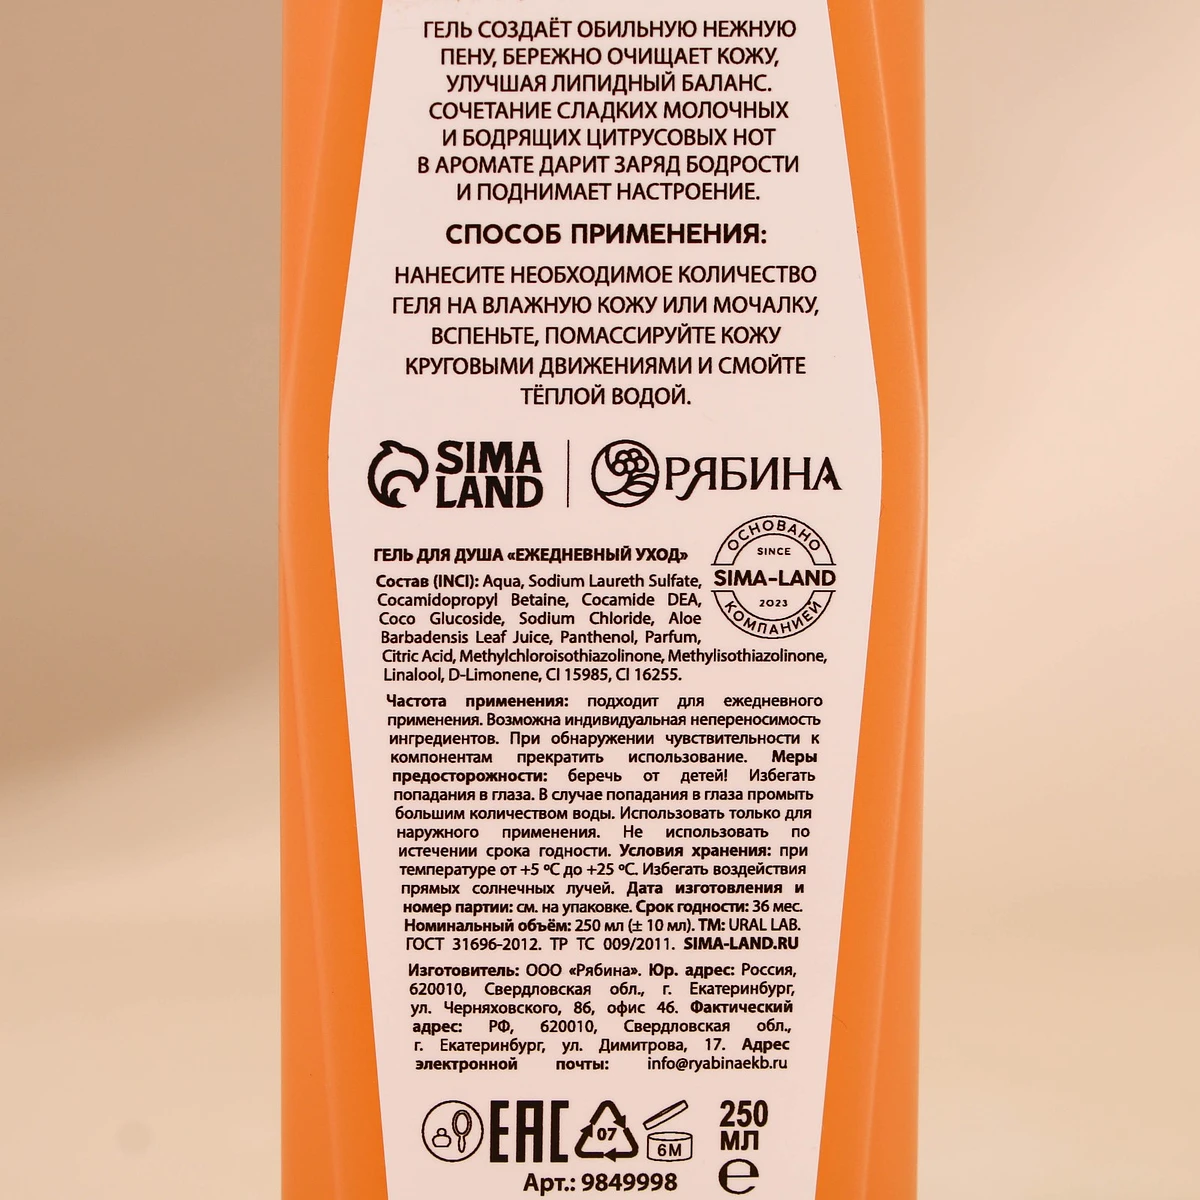 ГЕЛЬ СОЗДАЁТ ОБИЛЬНУЮ НЕЖНУЮ
ПЕНУ, БЕРЕЖНО ОЧИЩАЕТ КОЖУ,
УЛУЧШАЯ ЛИПИДНЫЙ БАЛАНС.
СОЧЕТАНИЕ СЛАДКИХ МОЛОЧНЫХ
И БОДРЯЩИХ ЦИТРУСОВЫХ НОТ
В АРОМАТЕ ДАРИТ ЗАРЯД БОДРОСТИ
И ПОДНИМАЕТ НАСТРОЕНИЕ.
СПОСОБ ПРИМЕНЕНИЯ:
НАНЕСИТЕ НЕОБХОДИМОЕ КОЛИЧЕСТВО
ГЕЛЯ НА ВЛАЖНУЮ КОЖУ ИЛИ МОЧАЛКУ,
ВСПЕНЬТЕ, ПОМАССИРУЙТЕ КОЖУ
КРУГОВЫМИ ДВИЖЕНИЯМИ И СМОЙТЕ
ТЁПЛОЙ ВОДОЙ.
SIMA
LAND
РЯБИНА
ОСНОВАНО
SINCE
SIMA-LAND
2023
КОМПАНИЕЙ
ГЕЛЬ ДЛЯ ДУША «ЕЖЕДНЕВНЫЙ УХОД»
Состав (INCI): Aqua, Sodium Laureth Sulfate,
Cocamidopropyl Betaine, Cocamide DEA,
Coco Glucoside, Sodium Chloride, Aloe
Barbadensis Leaf Juice, Panthenol, Parfum,
Citric Acid, Methylchloroisothiazolinone, Methylisothiazolinone,
Linalool, D-Limonene, CI 15985, CI 16255.
Частота применения: подходит для ежедневного
применения. Возможна индивидуальная непереносимость
ингредиентов. При обнаружении чувствительности к
компонентам прекратить использование. Меры
предосторожности: беречь от детей! Избегать
попадания в глаза. В случае попадания в глаза промыть
большим количеством воды. Использовать только для
наружного применения. Не использовать по
истечении срока годности. Условия хранения: при
температуре от +5 ºС до +25 ºС. Избегать воздействия
прямых солнечных лучей. Дата изготовления и
номер партии: см. на упаковке. Срок годности: 36 мес.
Номинальный объём: 250 мл (± 10 мл). ТМ: URAL LAB.
ГОСТ 31696-2012. ТР ТС 009/2011. SIMA-LAND.RU
Изготовитель: ООО «Рябина». Юр. адрес: Россия,
620010, Свердловская обл., г. Екатеринбург,
ул. Черняховского, 86, офис 46. Фактический
адрес: РФ, 620010, Свердловская обл.,
г. Екатеринбург, ул. Димитрова, 17. Адрес
электронной почты: info@ryabinaekb.ru
EAC
07
6M
250
МЛ
Арт.: 9849998
e